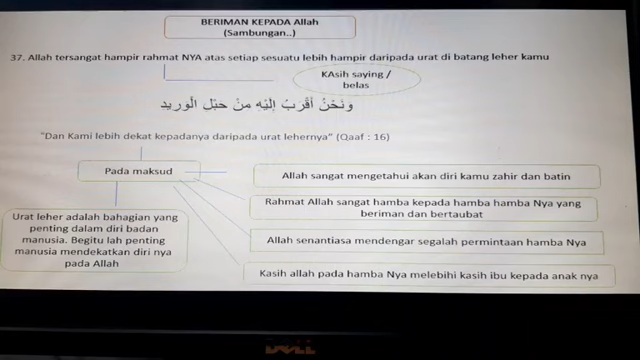 BERIMAN KEPADA Allah
(Sambungan..)
37. Allah tersangat hampir rahmat NYA atas setiap sesuatu lebih hampir daripada urat di batang leher kamu
KAsih saying /
belas
وَنَحْنُ أَقْرَبُ إِلَيْهِ مِنْ حَبْلِ الْوَرِيدِ
"Dan Kami lebih dekat kepadanya daripada urat lehernya" (Qaaf : 16)
Pada maksud
Allah sangat mengetahui akan diri kamu zahir dan batin
Rahmat Allah sangat hamba kepada hamba hamba Nya yang
beriman dan bertaubat
Urat leher adalah bahagian yang
penting dalam diri badan
manusia. Begitu lah penting
manusia mendekatkan diri nya
pada Allah
Allah senantiasa mendengar segalah permintaan hamba Nya
Kasih allah pada hamba Nya melebihi kasih ibu kepada anak nya
DELL